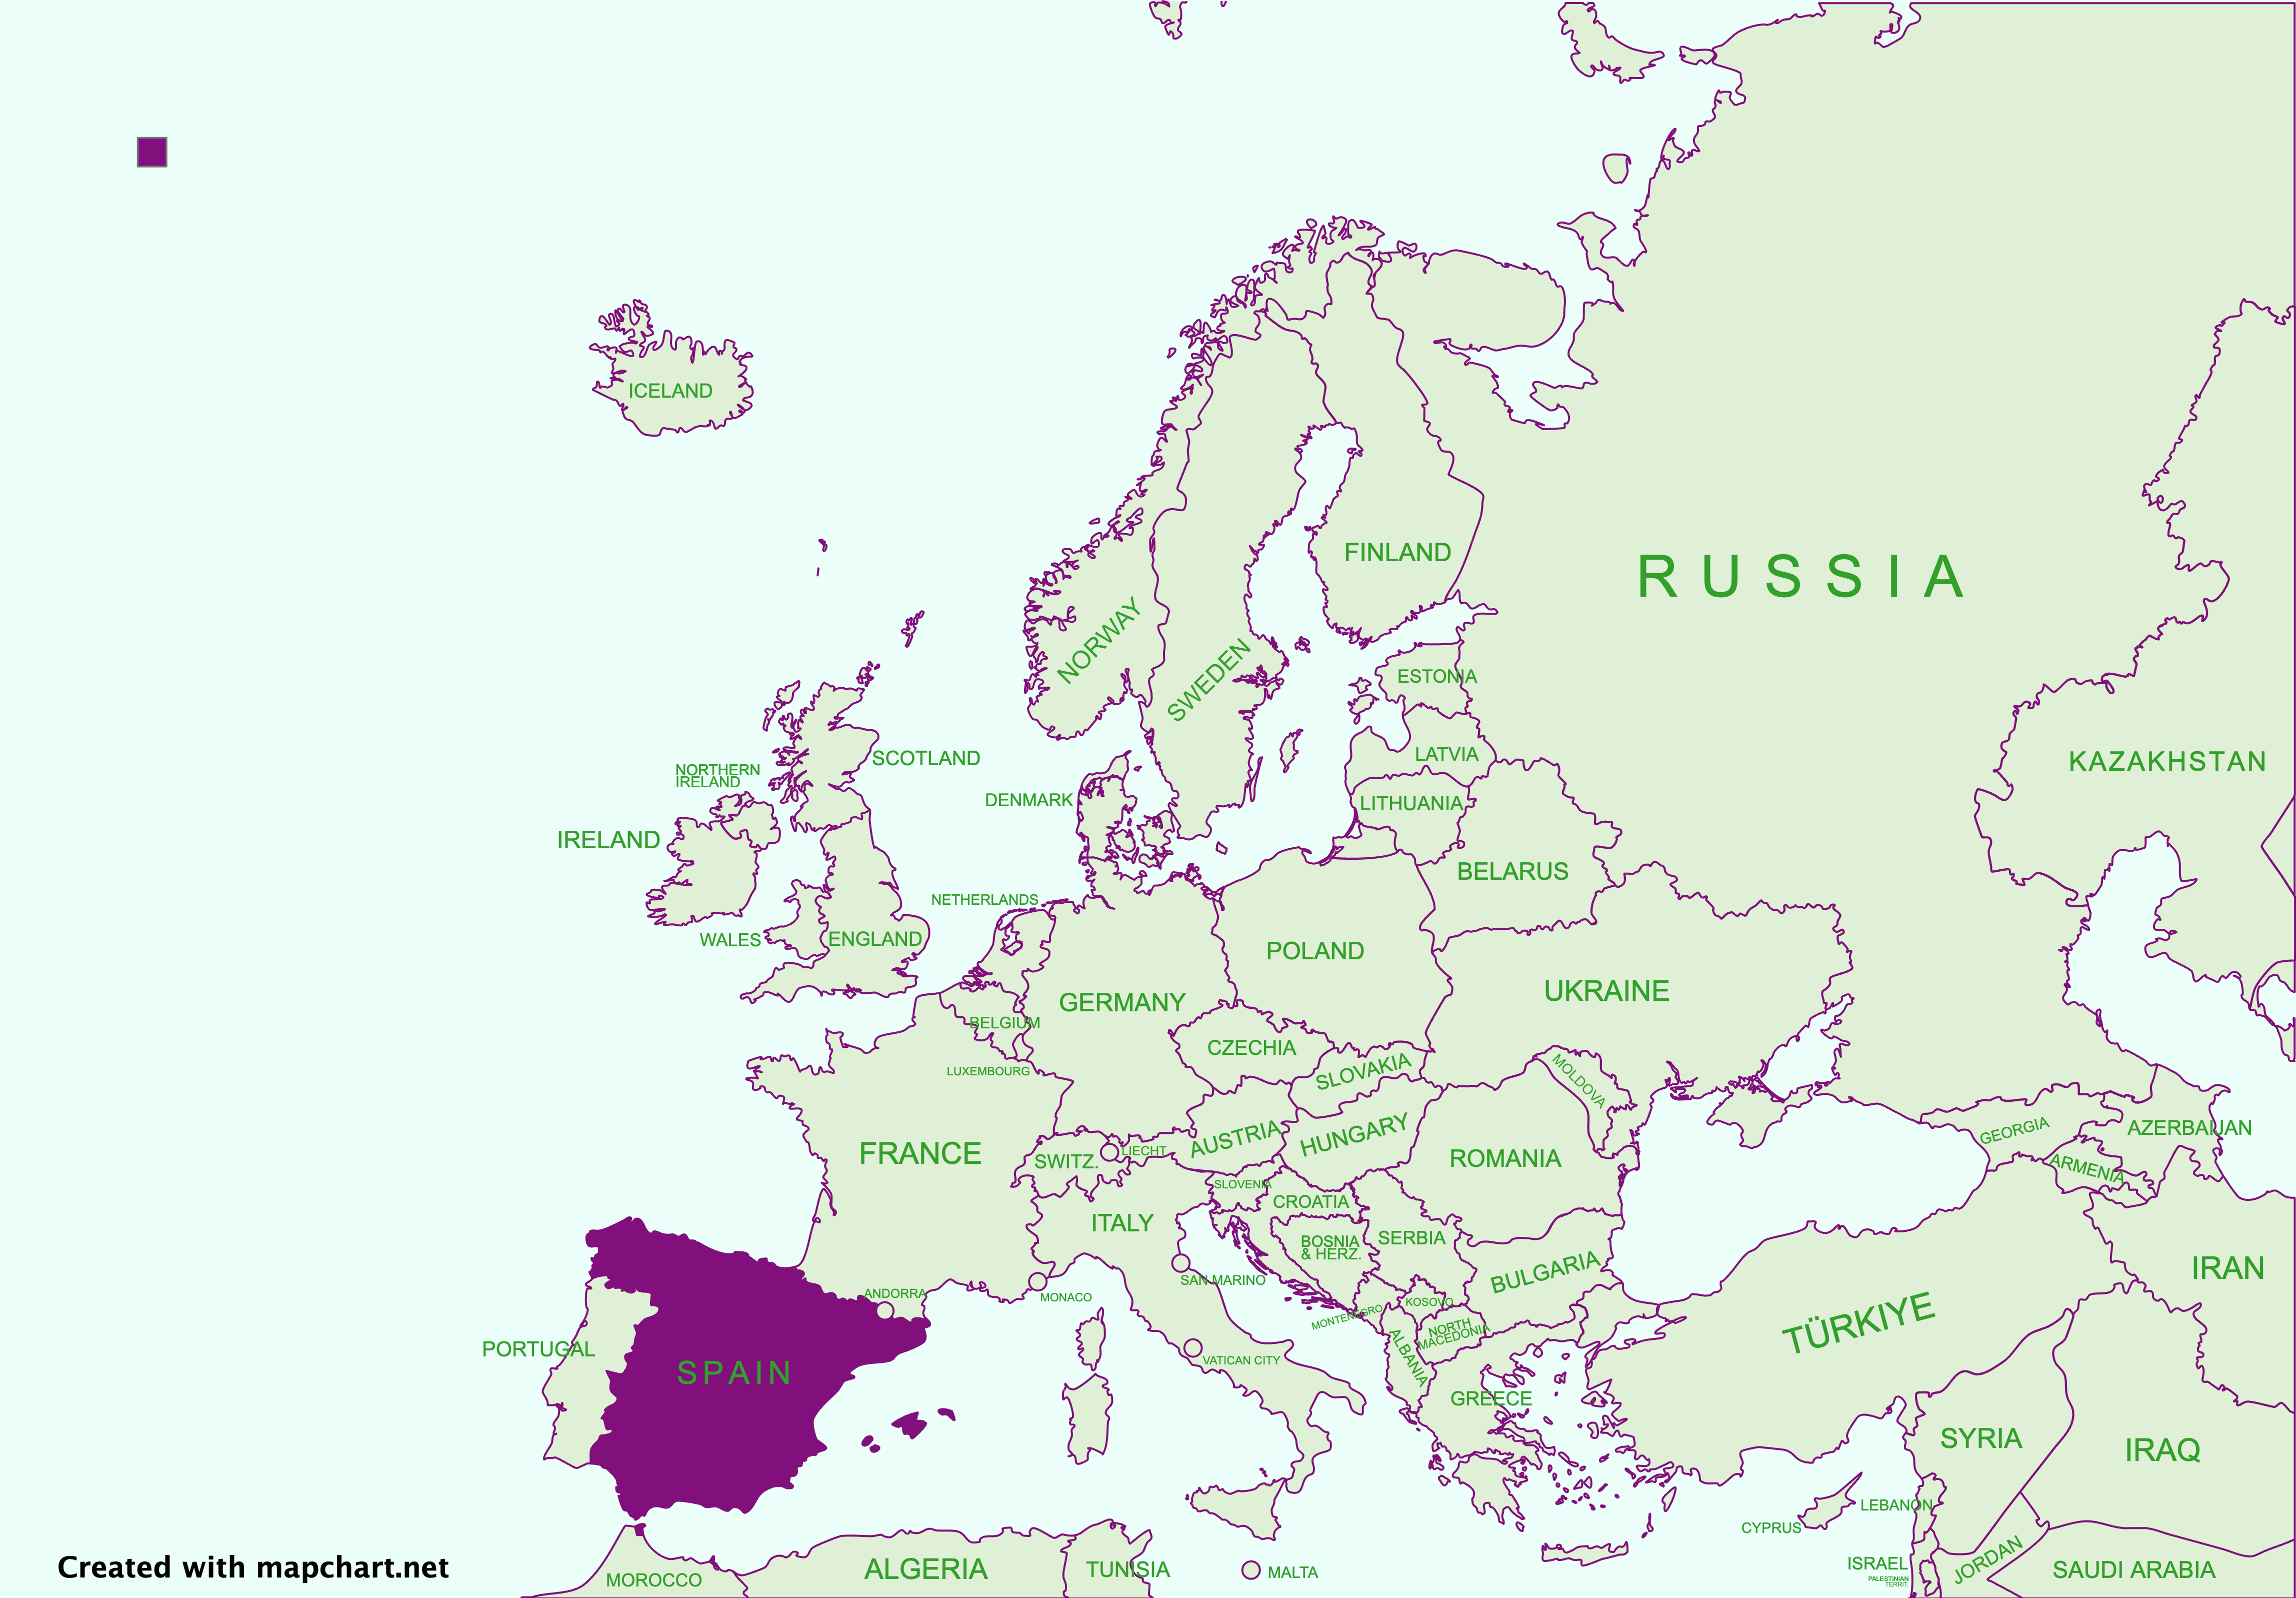 ICELAND
FINLAND
RUSSIA
NORWAY
SWEDEN
ESTONIA
SCOTLAND
LATVIA
KAZAKHSTAN
NORTHERN
IRELAND
DENMARK
LITHUANIA
IRELAND
BELARUS
NETHERLANDS
WALES
ENGLAND
POLAND
UKRAINE
GERMANY
BELGIUM
CZECHIA
LUXEMBOURG
SLOVAKIA
MOLDOVA
FRANCE
AUSTRIA
HUNGARY
GEORGIA
AZERBAIJAN
LIECHT
SWITZ.
ROMANIA
ARMENIA
SLOVENIA
CROATIA
ITALY
BOSNIA
& HERZ.
SERBIA
SAN MARINO
BULGARIA
IRAN
ANDORRA
MONACO
KOSOVO
MONTENEGRO
NORTH
MACEDONIA
TÜRKIYE
PORTUGAL
SPAIN
VATICAN CITY
ALBANIA
GREECE
SYRIA
IRAQ
LEBANON
CYPRUS
ISRAEL
PALESTINIAN
TERRIT.
JORDAN
SAUDI ARABIA
Created with mapchart.net
MOROCCO
ALGERIA
TUNISIA
MALTA